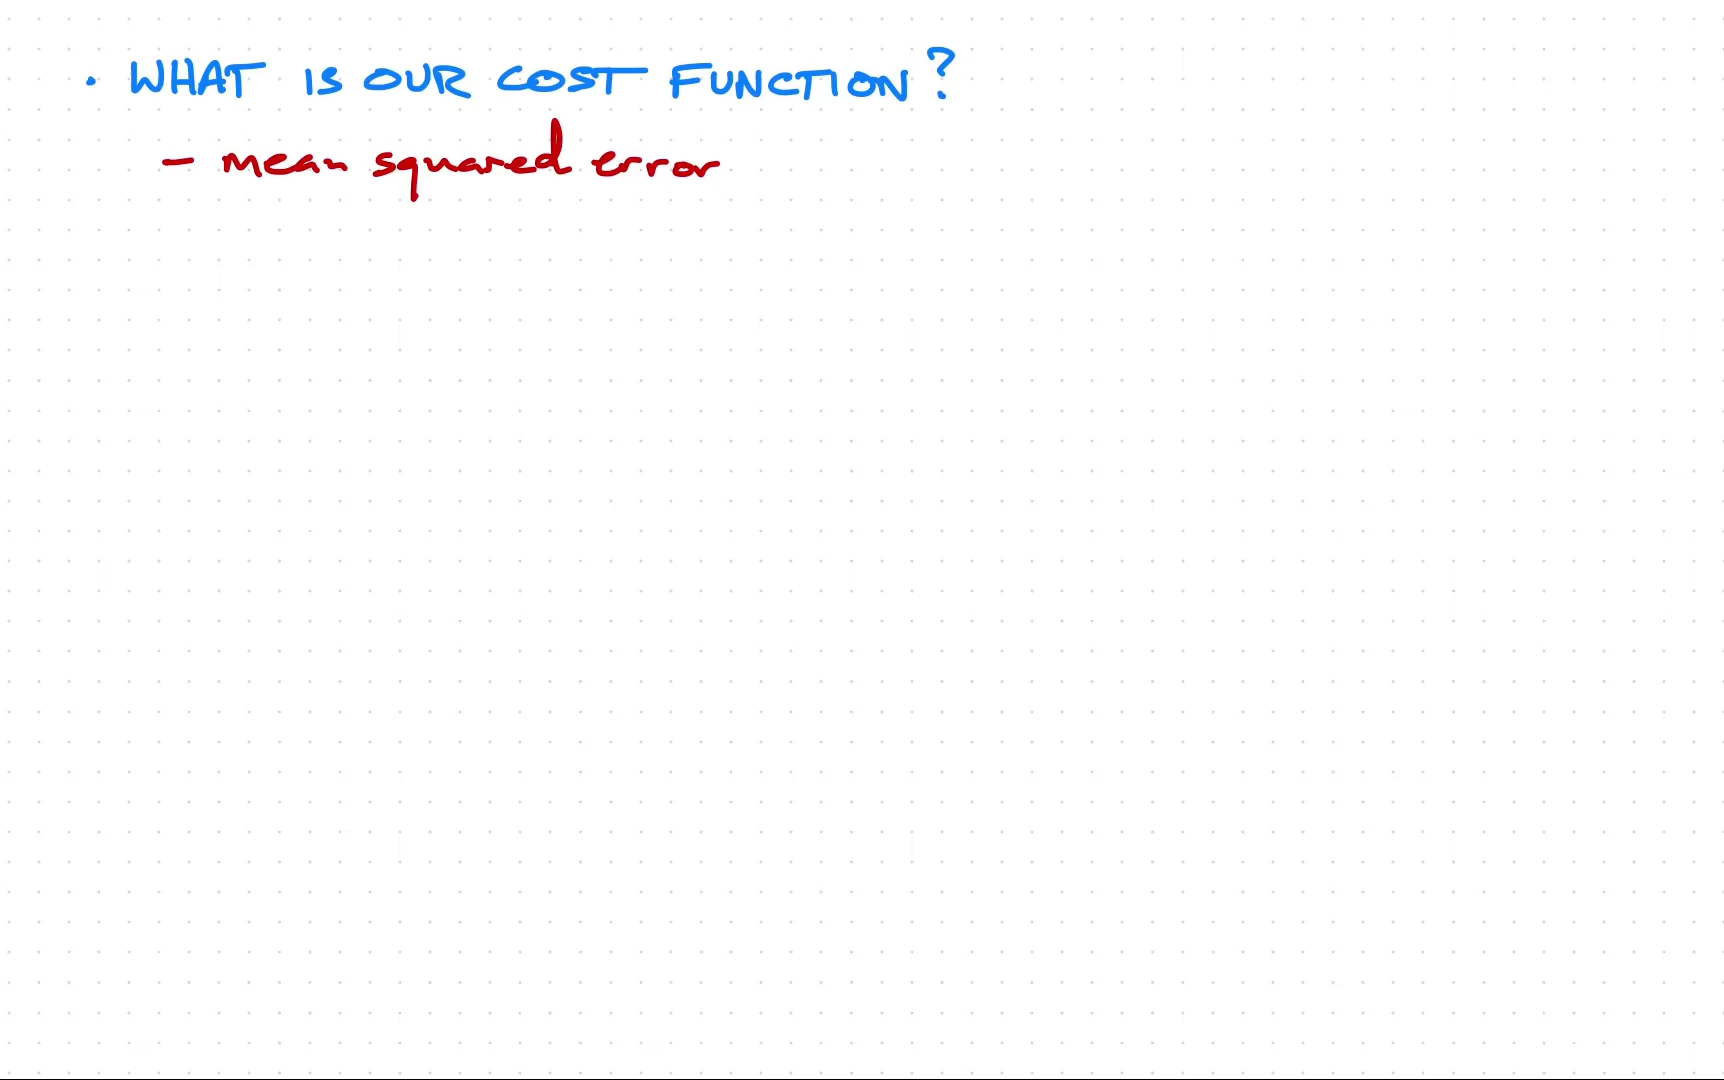 • WHAT IS OUR COST FUNCTION?
– mean squared error